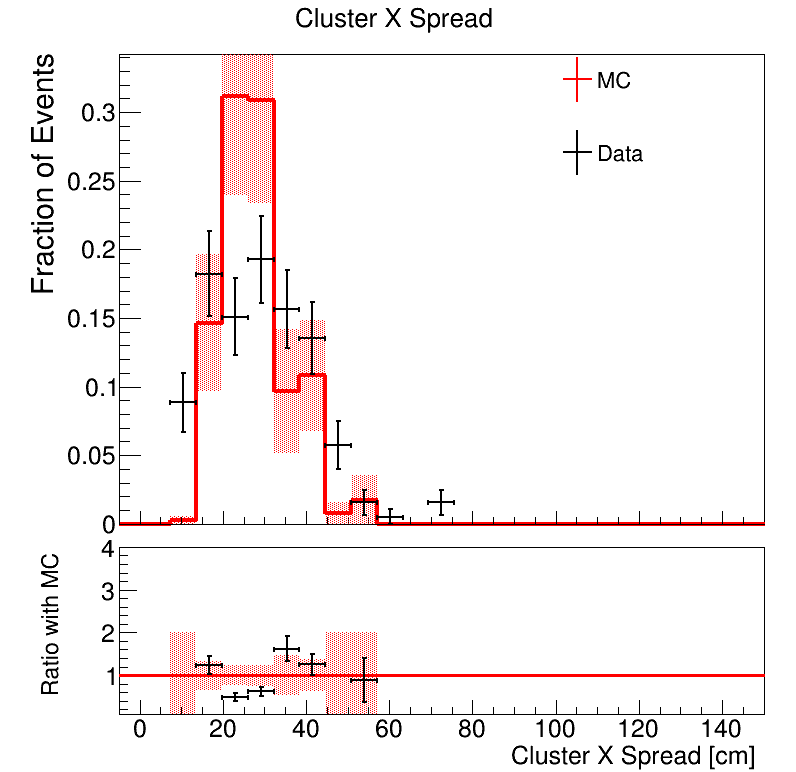 Cluster X Spread
Fraction of Events
0.3
0.25
0.2
0.15
0.1
0.05
0
MC
Data
Ratio with MC
4
3
2
1
0 20 40 60 80 100 120 140
Cluster X Spread [cm]